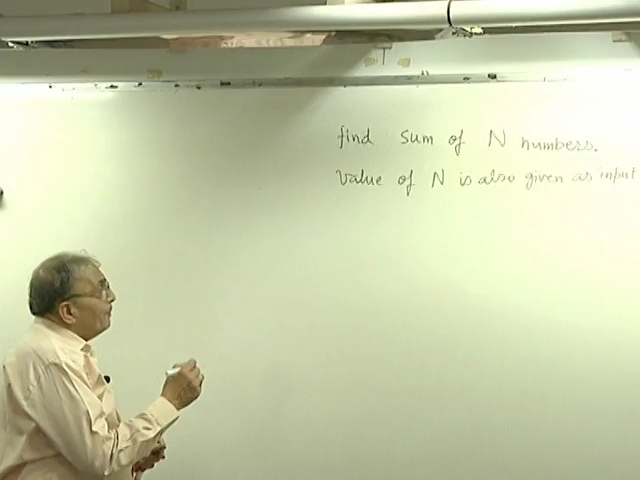 find sum of N numbers.
Value of N is also given as input